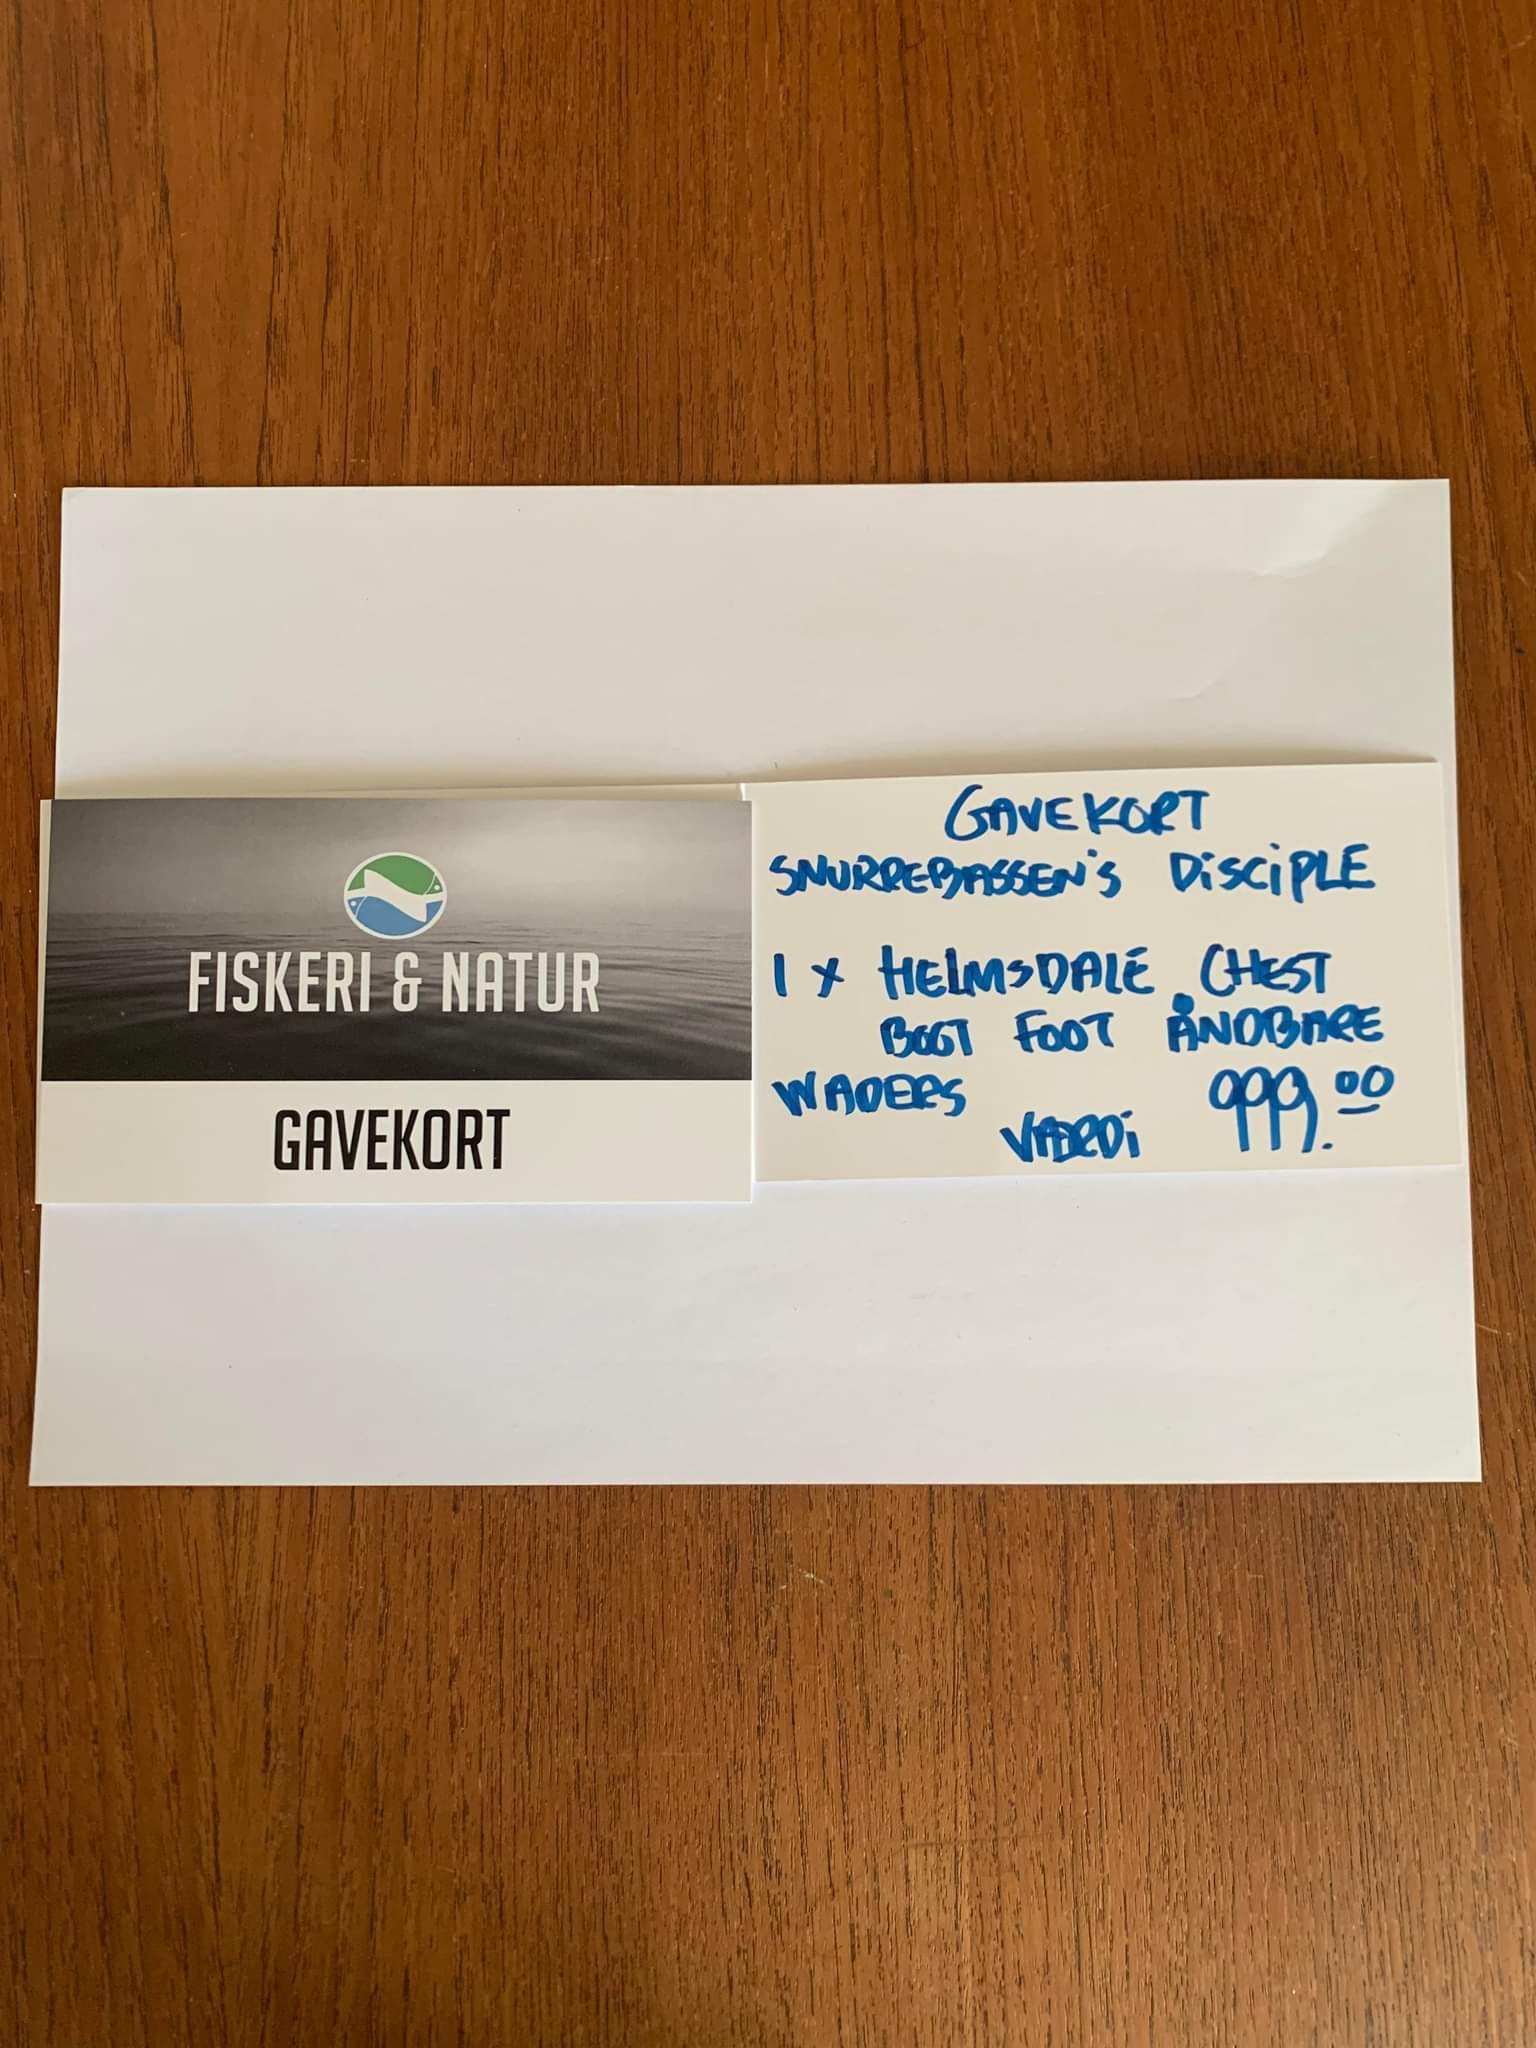 FISKERI & NATUR
GAVEKORT
GAVEKORT
SNURREBASSEN'S DISCIPLE
1 x HELMSDALE CHEST
BOOT FOOT ÅNDBARE
WADERS
VÆRDI 999.00